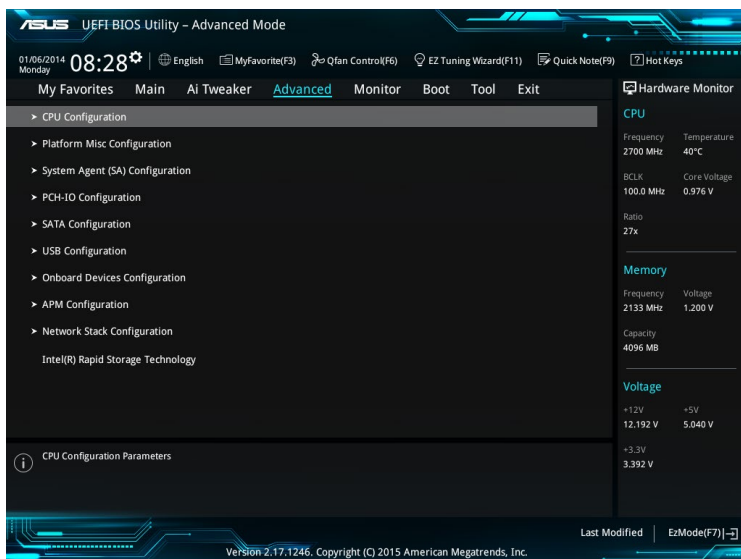 ASUS UEFI BIOS Utility – Advanced Mode
01/06/2014 Monday 08:28 English MyFavorite(F3) Qfan Control(F6) EZ Tuning Wizard(F11) Quick Note(F9) ? Hot Keys
My Favorites Main Ai Tweaker Advanced Monitor Boot Tool Exit
> CPU Configuration
> Platform Misc Configuration
> System Agent (SA) Configuration
> PCH-IO Configuration
> SATA Configuration
> USB Configuration
> Onboard Devices Configuration
> APM Configuration
> Network Stack Configuration
Intel(R) Rapid Storage Technology
i CPU Configuration Parameters
Hardware Monitor
CPU
Frequency Temperature
2700 MHz 40°C
BCLK Core Voltage
100.0 MHz 0.976 V
Ratio
27x
Memory
Frequency Voltage
2133 MHz 1.200 V
Capacity
4096 MB
Voltage
+12V +5V
12.192 V 5.040 V
+3.3V
3.392 V
Last Modified EzMode(F7)
Version 2.17.1246. Copyright (C) 2015 American Megatrends, Inc.